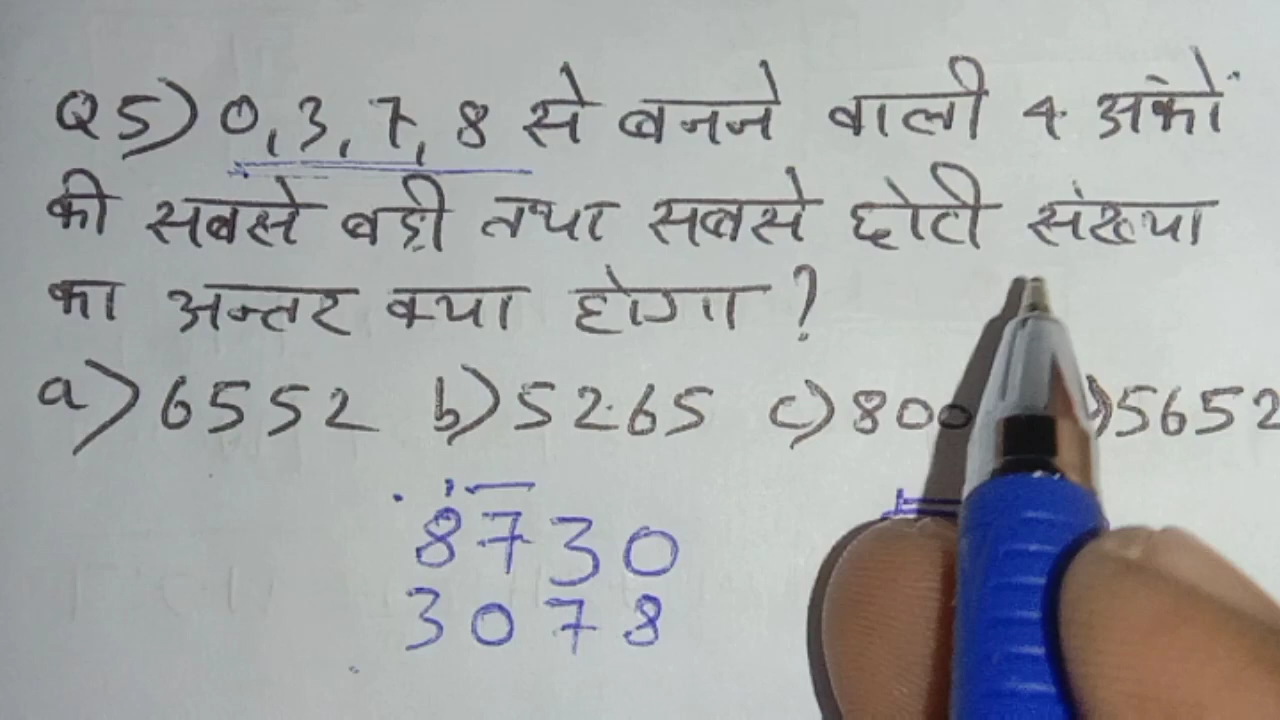 Q5) 0, 3, 7, 8 से बनने वाली 4 अंकों
की सबसे बड़ी तथा सबसे छोटी संख्या
का अन्तर क्या होगा ?
a) 6552 b) 5265 c) 800 ) 5652
8730
3078